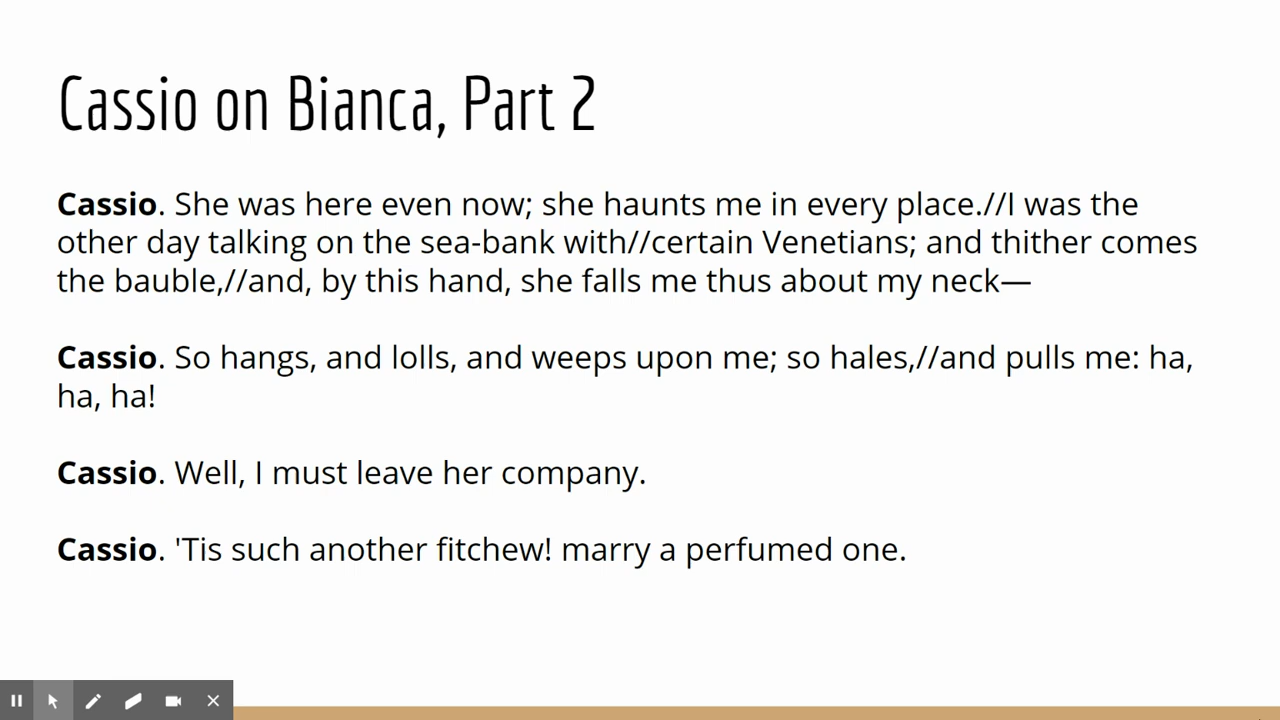 Cassio on Bianca, Part 2
Cassio. She was here even now; she haunts me in every place.//I was the
other day talking on the sea-bank with//certain Venetians; and thither comes
the bauble,//and, by this hand, she falls me thus about my neck—
Cassio. So hangs, and lolls, and weeps upon me; so hales,//and pulls me: ha,
ha, ha!
Cassio. Well, I must leave her company.
Cassio. 'Tis such another fitchew! marry a perfumed one.